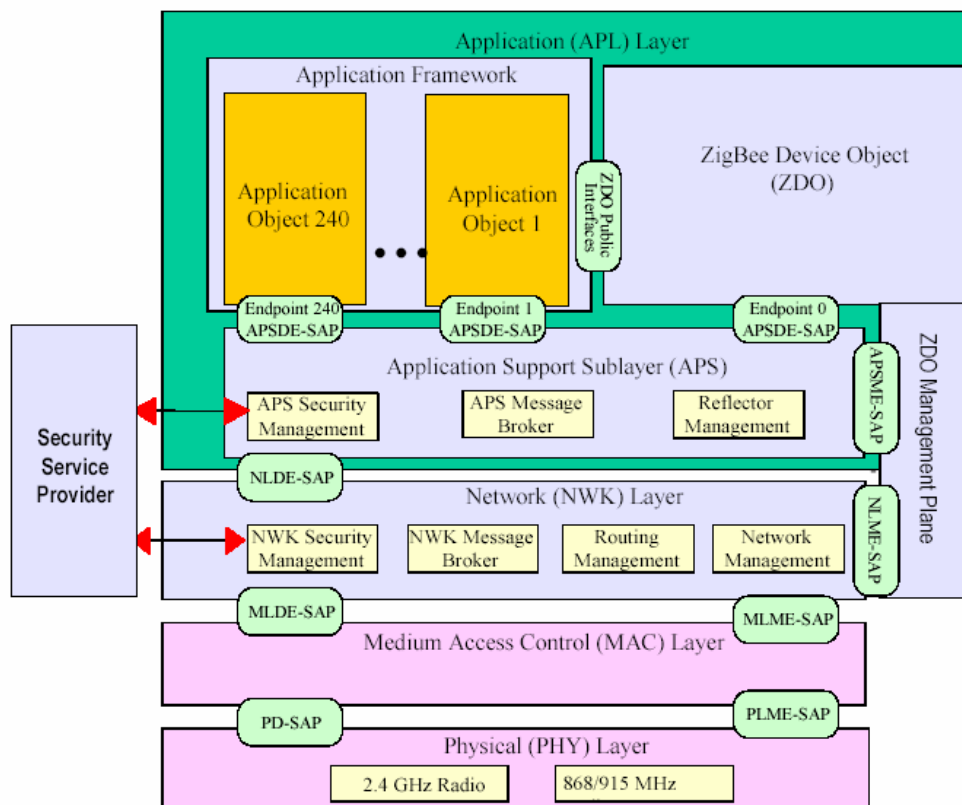 Application (APL) Layer
Application Framework
ZigBee Device Object
(ZDO)
Application
Object 240
Application
Object 1
ZDO Public
Interfaces
Endpoint 240
APSDE-SAP
Endpoint 1
APSDE-SAP
Endpoint 0
APSDE-SAP
Application Support Sublayer (APS)
APS Security
Management
APS Message
Broker
Reflector
Management
APSME-SAP
ZDO Management Plane
Security
Service
Provider
NLDE-SAP
Network (NWK) Layer
NWK Security
Management
NWK Message
Broker
Routing
Management
Network
Management
NLME-SAP
MLDE-SAP
MLME-SAP
Medium Access Control (MAC) Layer
PD-SAP
PLME-SAP
Physical (PHY) Layer
2.4 GHz Radio
868/915 MHz